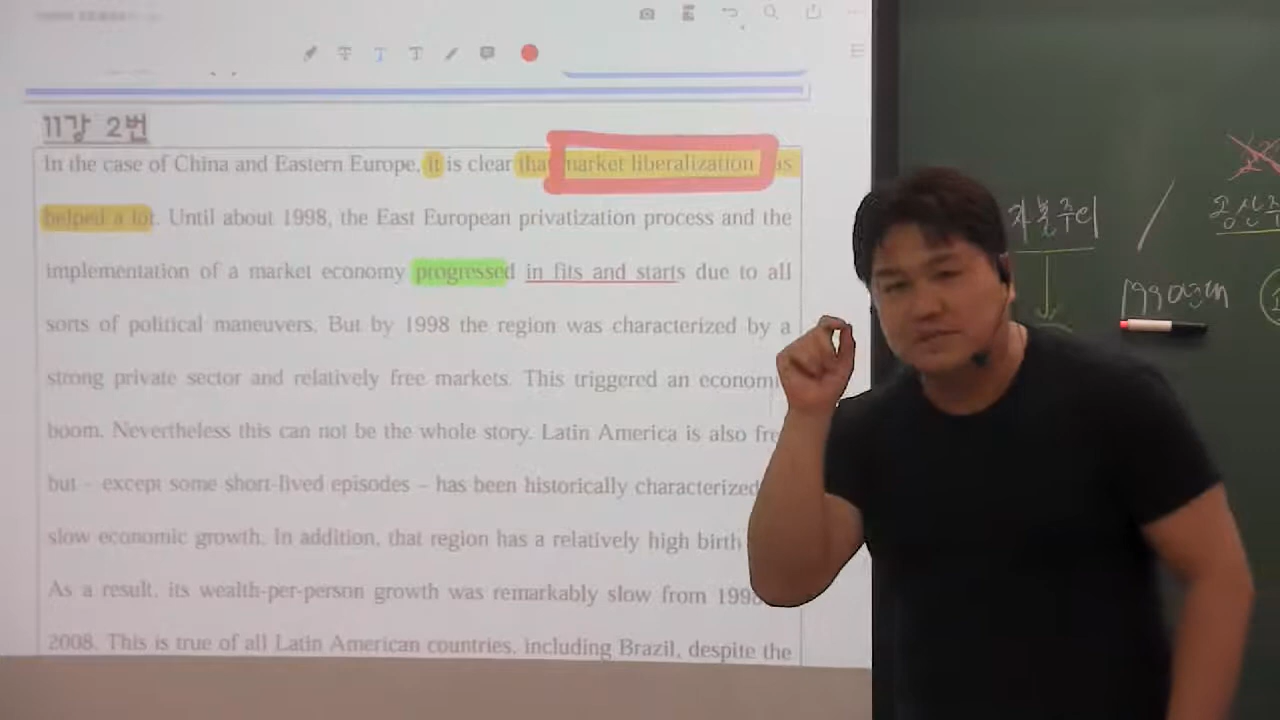 11강 2번
In the case of China and Eastern Europe, it is clear that market liberalization as
helped a lot. Until about 1998, the East European privatization process and the
implementation of a market economy progressed in fits and starts due to all
sorts of political maneuvers. But by 1998 the region was characterized by a
strong private sector and relatively free markets. This triggered an econom
boom. Nevertheless this can not be the whole story. Latin America is also fre
but - except some short-lived episodes - has been historically characterized
slow economic growth. In addition, that region has a relatively high birth
As a result, its wealth-per-person growth was remarkably slow from 1998
2008. This is true of all Latin American countries, including Brazil, despite the
자본주의 / 공산주
1990년대